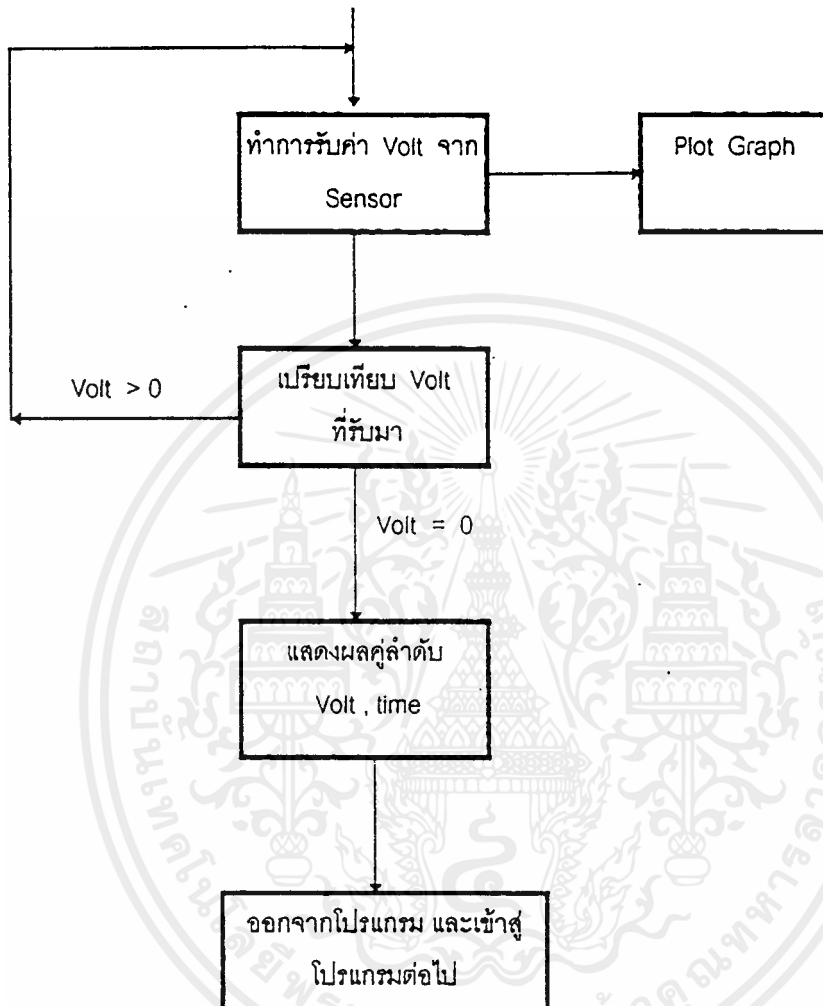 ทำการรับค่า Volt จาก
Sensor
Plot Graph
Volt > 0
เปรียบเทียบ Volt
ที่รับมา
Volt = 0
แสดงผลคู่ลำดับ
Volt , time
ออกจากโปรแกรม และเข้าสู่
โปรแกรมต่อไป